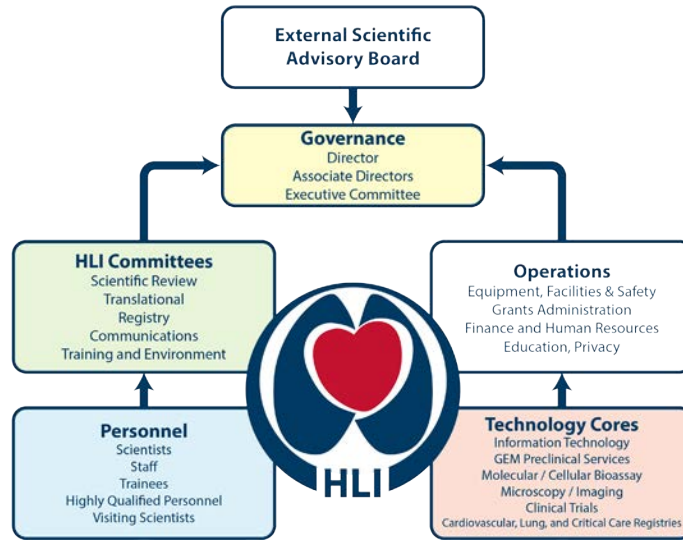 External Scientific
Advisory Board
Governance
Director
Associate Directors
Executive Committee
HLI Committees
Scientific Review
Translational
Registry
Communications
Training and Environment
Operations
Equipment, Facilities & Safety
Grants Administration
Finance and Human Resources
Education, Privacy
Personnel
Scientists
Staff
Trainees
Highly Qualified Personnel
Visiting Scientists
HLI
Technology Cores
Information Technology
GEM Preclinical Services
Molecular / Cellular Bioassay
Microscopy / Imaging
Clinical Trials
Cardiovascular, Lung, and Critical Care Registries